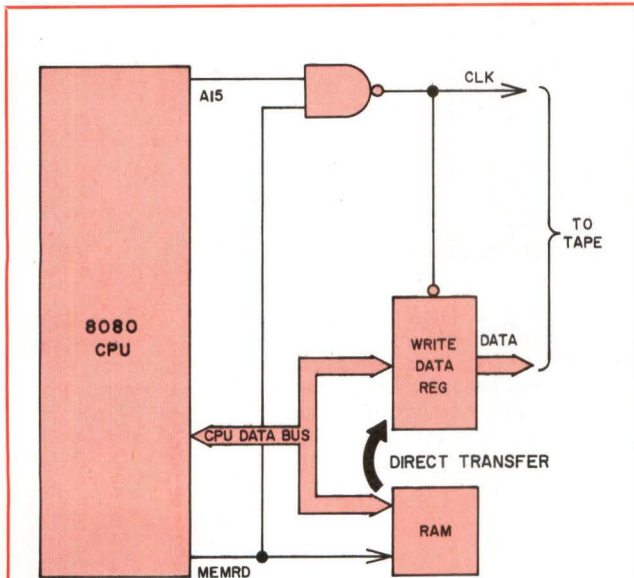 CLK
A15
TO
TAPE
8080
CPU
WRITE
DATA
REG
DATA
CPU DATA BUS
DIRECT TRANSFER
RAM
MEMRD